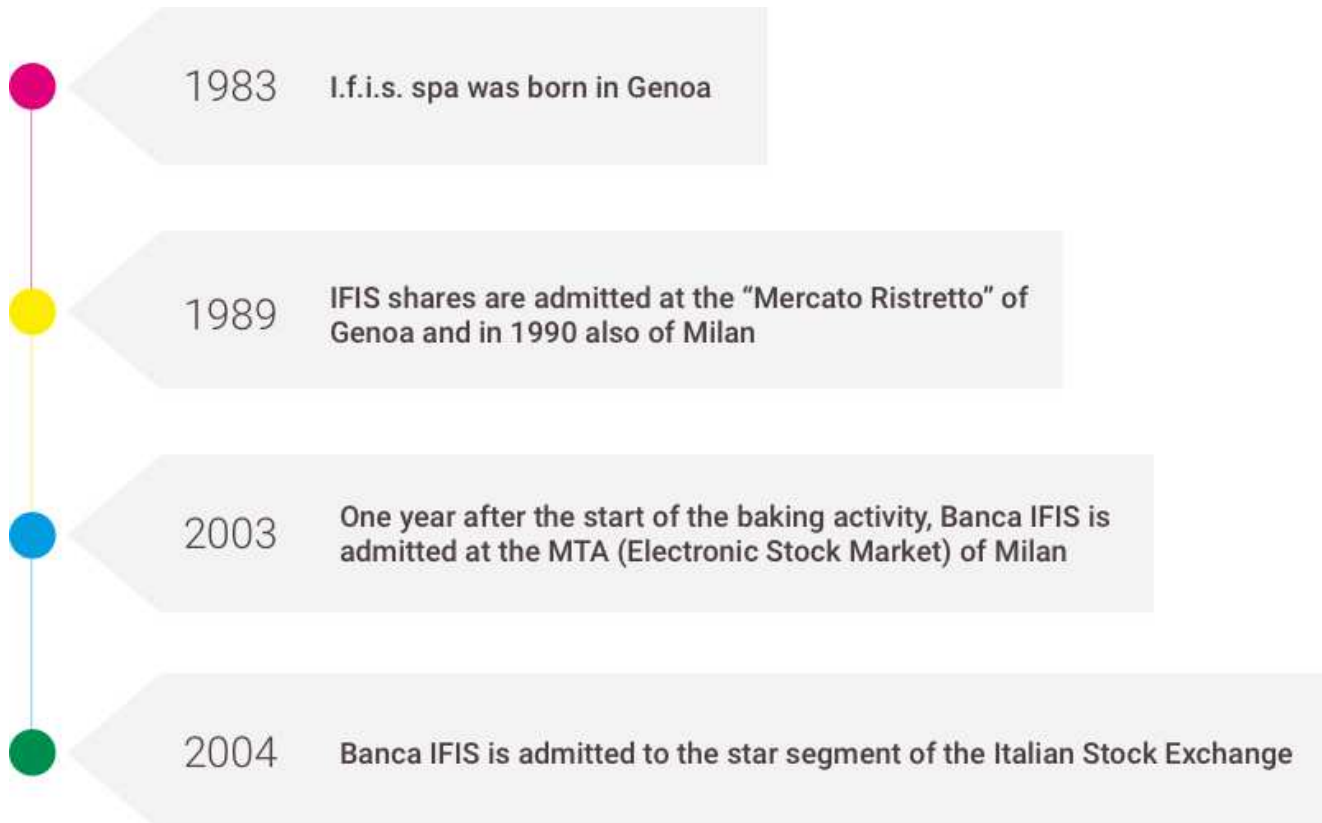 1983
I.f.i.s. spa was born in Genoa
1989
IFIS shares are admitted at the “Mercato Ristretto” of
Genoa and in 1990 also of Milan
2003
One year after the start of the baking activity, Banca IFIS is
admitted at the MTA (Electronic Stock Market) of Milan
2004
Banca IFIS is admitted to the star segment of the Italian Stock Exchange